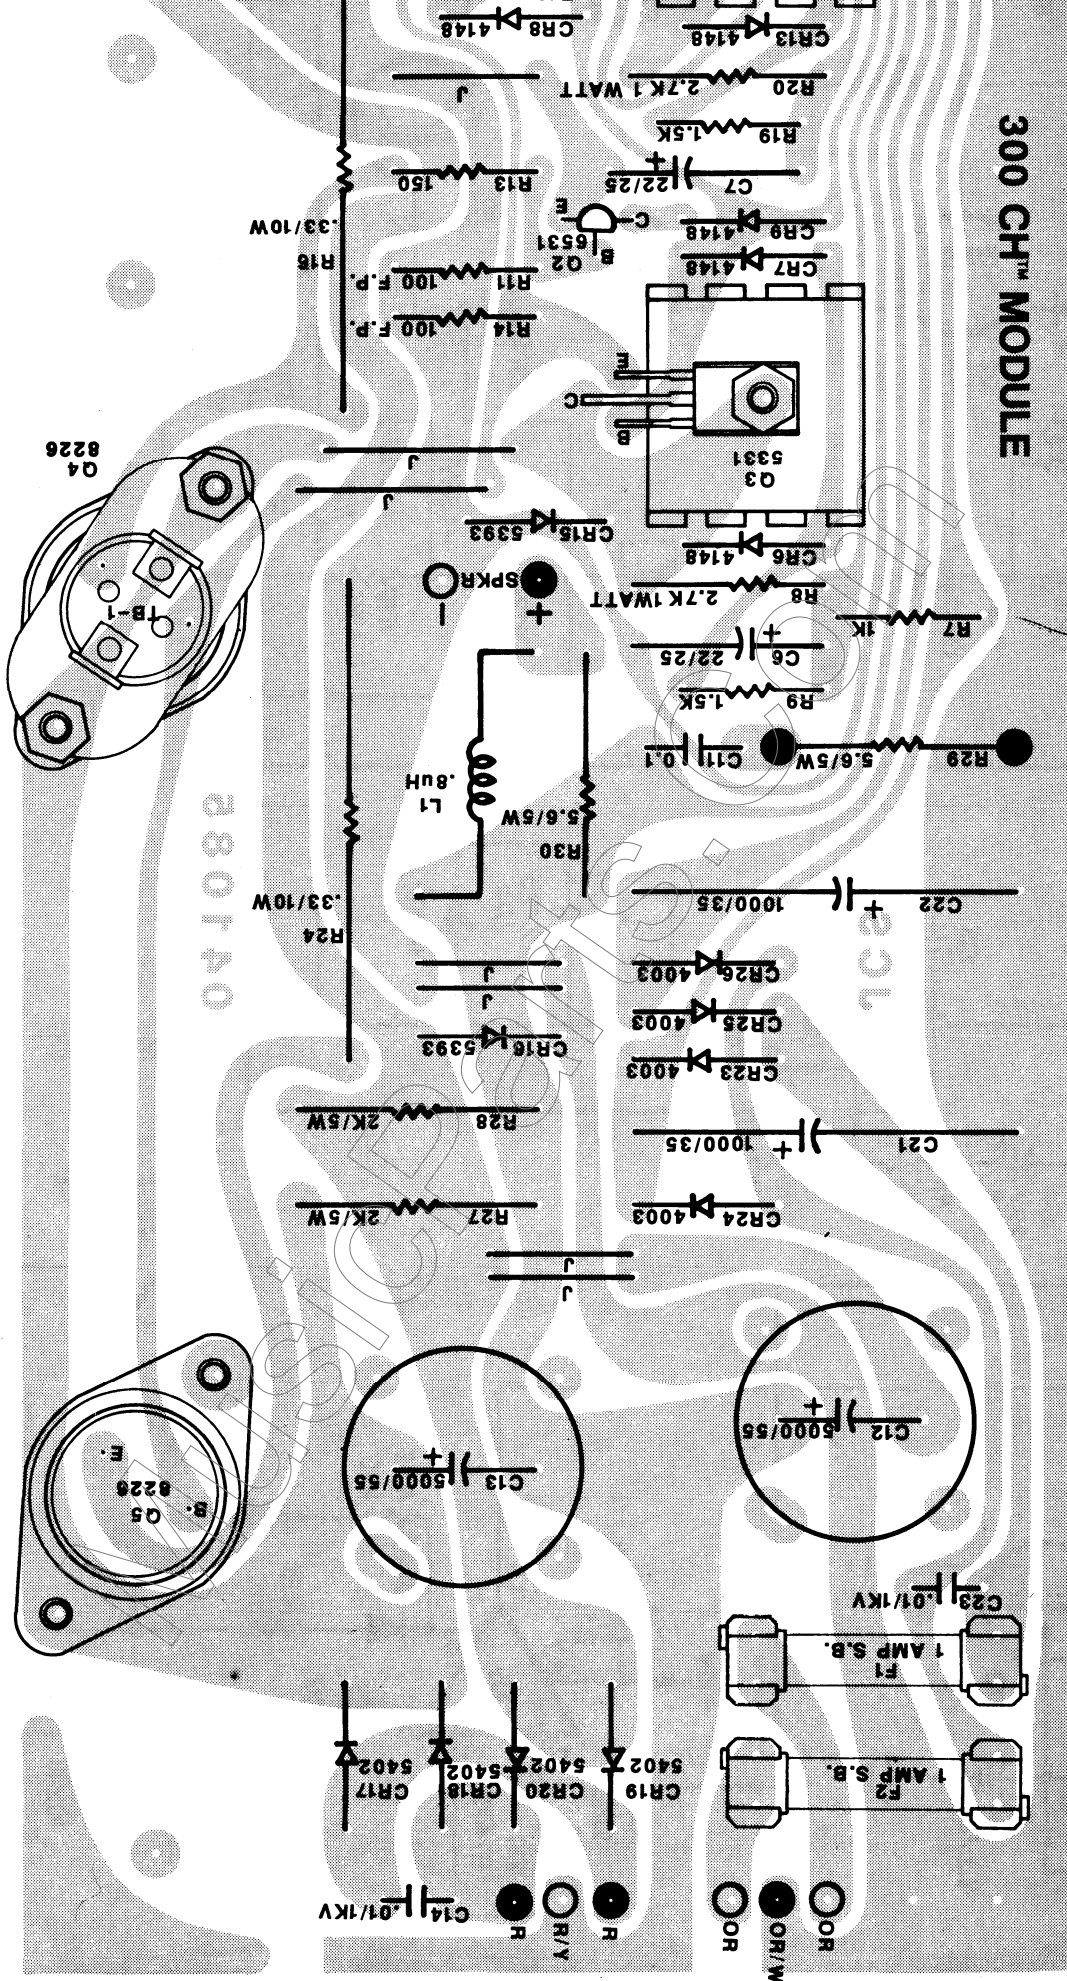 CR8
4148
CR13
4148
J
R20
2.7K 1 WATT
R19
1.5K
R13
150
C7
22/25
+
300 CH™ MODULE
E
C
B
6531
Q2
CR9
4148
CR7
4148
.33/10W
R11
100 F.P.
R14
100 F.P.
E
C
B
5331
Q3
Q4
8226
J
J
CR15
5393
CR6
4148
TB-1
SPKR
-
+
R8
2.7K 1WATT
R7
1K
C6
22/25
+
R9
1.5K
L1
.8uH
C11
0.1
R29
5.6/5W
R30
5.6/5W
58014D
R24
.33/10W
C22
1000/35
+
J
J
CR26
4003
CR25
4003
CR16
5393
CR23
4003
R28
2K/5W
C21
1000/35
+
R27
2K/5W
CR24
4003
J
J
C12
5000/55
+
C13
5000/55
+
E.
B.
8226
Q5
C23
.01/1KV
F1
1 AMP S.B.
F2
1 AMP S.B.
CR17
5402
CR18
5402
CR20
5402
CR19
5402
C14
.01/1KV
R
R/Y
R
OR
OR/W
OR
MusicParts.com